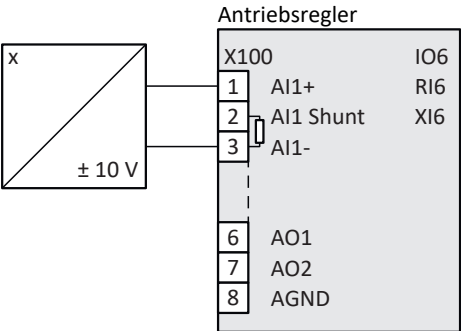 Antriebsregler
x
± 10 V
X100 IO6
1 AI1+ RI6
2 AI1 Shunt XI6
3 AI1-
6 AO1
7 AO2
8 AGND